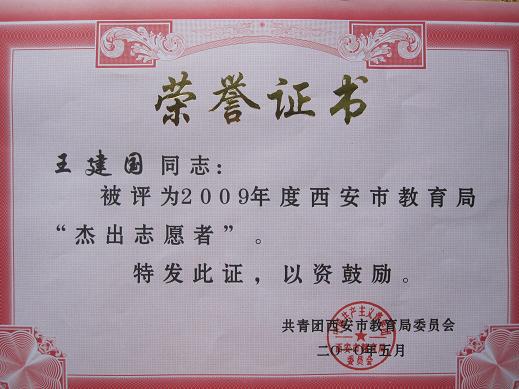 荣誉证书
王建国同志：
被评为2009年度西安市教育局
“杰出志愿者”。
特发此证，以资鼓励。
共青团西安市教育局委员会
二〇一〇年五月